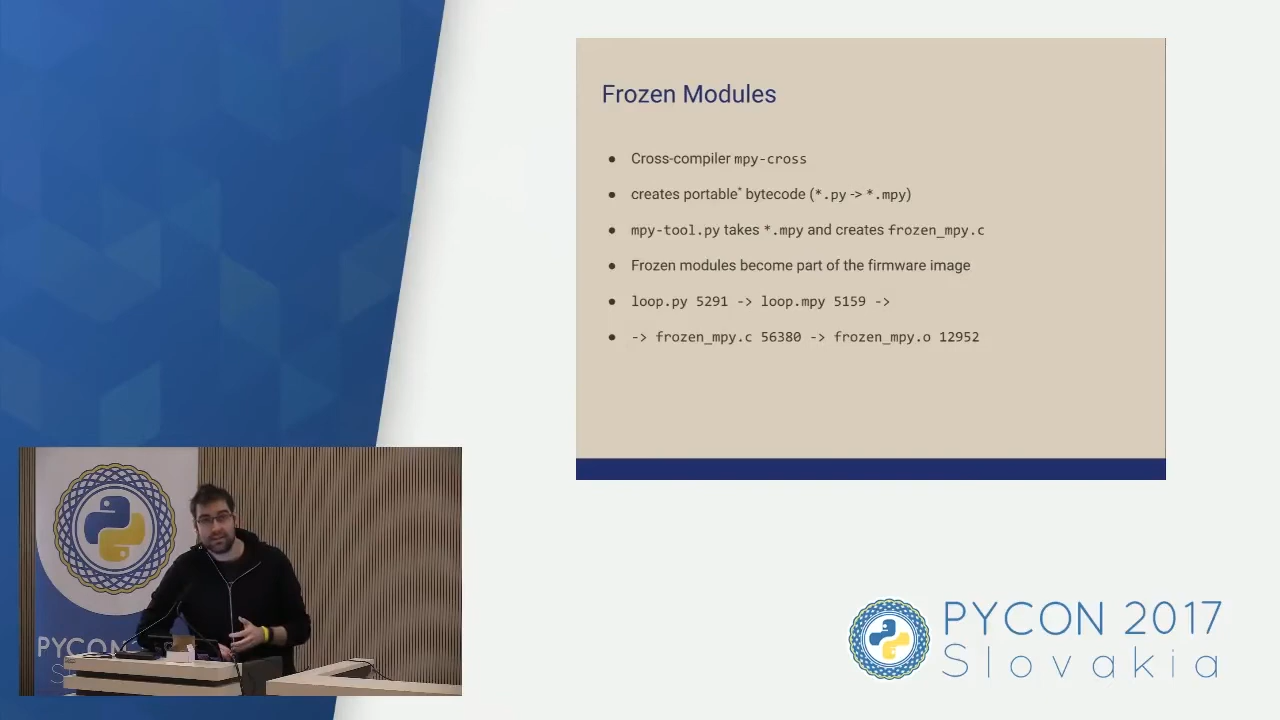 Frozen Modules
● Cross-compiler mpy-cross
● creates portable* bytecode (*.py -> *.mpy)
● mpy-tool.py takes *.mpy and creates frozen_mpy.c
● Frozen modules become part of the firmware image
● loop.py 5291 -> loop.mpy 5159 ->
● -> frozen_mpy.c 56380 -> frozen_mpy.o 12952
PYCON
PYCON 2017
Slovakia